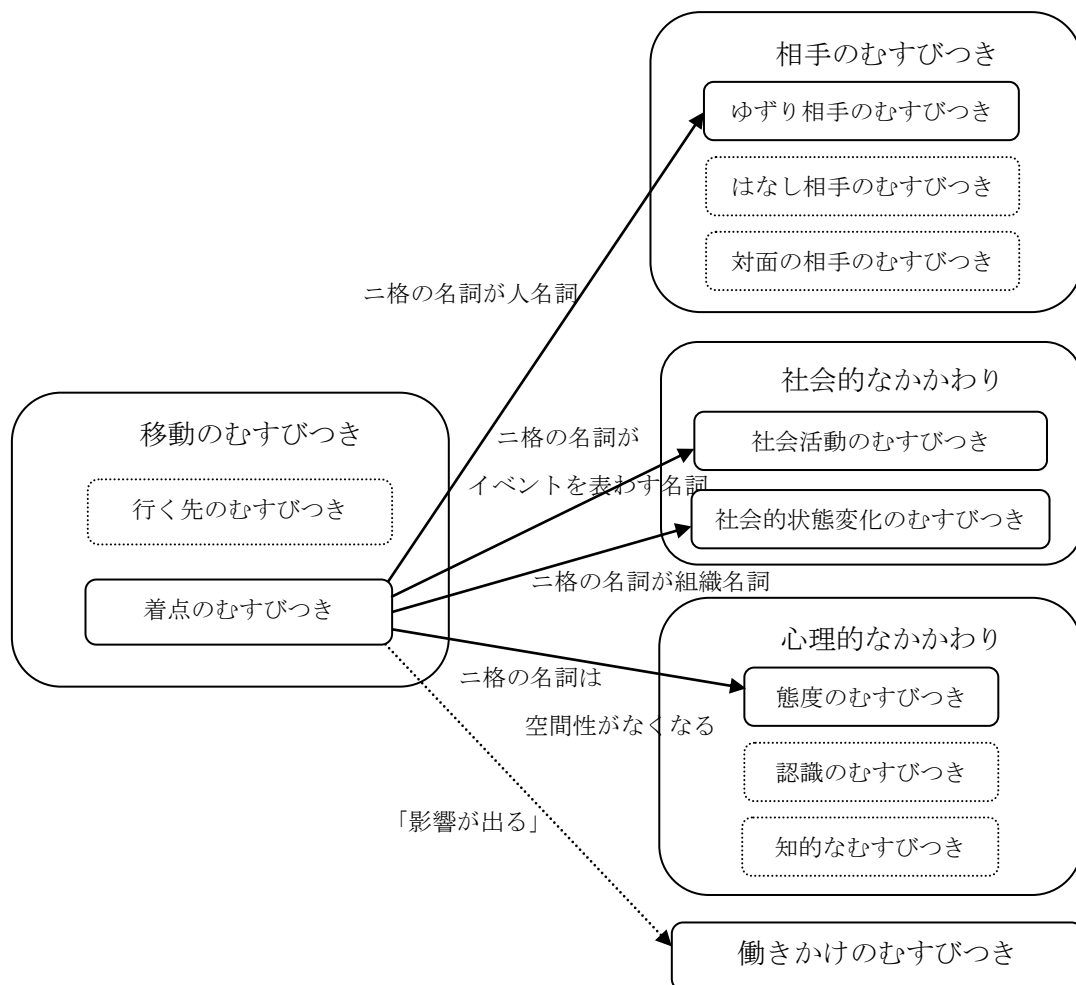 相手のむすびつき
ゆずり相手のむすびつき
はなし相手のむすびつき
対面の相手のむすびつき
ニ格の名詞が人名詞
社会的なかかわり
移動のむすびつき
ニ格の名詞が
社会活動のむすびつき
イベントを表わす名詞
行く先のむすびつき
社会的状態変化のむすびつき
ニ格の名詞が組織名詞
着点のむすびつき
心理的なかかわり
ニ格の名詞は
態度のむすびつき
空間性がなくなる
認識のむすびつき
「影響が出る」
知的なむすびつき
働きかけのむすびつき